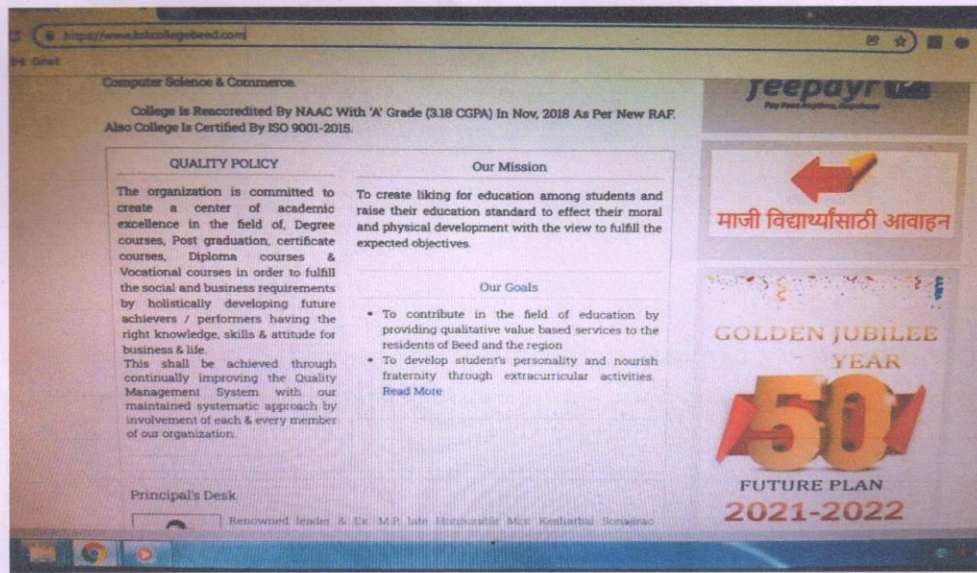 https://www.kskcollegebeed.com
Gmail
Computer Science & Commerce.
College Is Reaccredited By NAAC With 'A' Grade (3.18 CGPA) In Nov, 2018 As Per New RAF.
Also College Is Certified By ISO 9001-2015.
QUALITY POLICY
The organization is committed to
create a center of academic
excellence in the field of, Degree
courses, Post graduation, certificate
courses, Diploma courses &
Vocational courses in order to fulfill
the social and business requirements
by holistically developing future
achievers / performers having the
right knowledge, skills & attitude for
business & life.
This shall be achieved through
continually improving the Quality
Management System with our
maintained systematic approach by
involvement of each & every member
of our organization.
Our Mission
To create liking for education among students and
raise their education standard to effect their moral
and physical development with the view to fulfill the
expected objectives.
Our Goals
• To contribute in the field of education by
providing qualitative value based services to the
residents of Beed and the region
• To develop student's personality and nourish
fraternity through extracurricular activities.
Read More
Principal's Desk
Renowned leader & Ex. M.P. late Honourable Mrs. Kesharbai Sonajirao
feepayr
Pay Fees Anytime, Anywhere
माजी विद्यार्थ्यांसाठी आवाहन
GOLDEN JUBILEE
YEAR
50
FUTURE PLAN
2021-2022